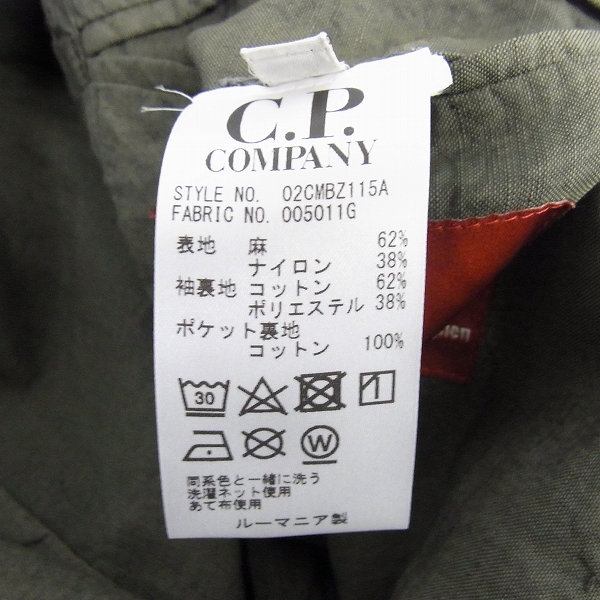 C.P.
COMPANY
STYLE NO. 02CMBZ115A
FABRIC NO. 005011G
表地 麻 62%
ナイロン 38%
袖裏地 コットン 62%
ポリエステル 38%
ポケット裏地
コットン 100%
30
1
W
同系色と一緒に洗う
洗濯ネット使用
あて布使用
ルーマニア製